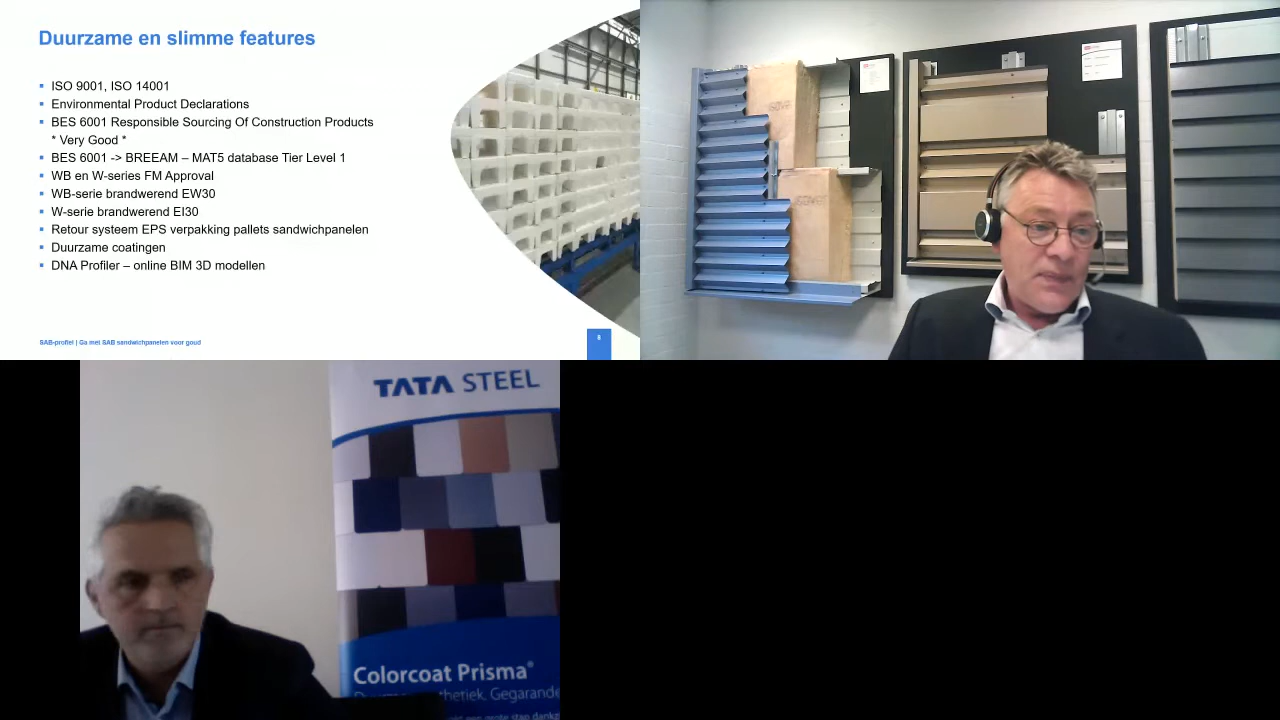 Duurzame en slimme features
ISO 9001, ISO 14001
Environmental Product Declarations
BES 6001 Responsible Sourcing Of Construction Products
* Very Good *
BES 6001 -> BREEAM – MAT5 database Tier Level 1
WB en W-series FM Approval
WB-serie brandwerend EW30
W-serie brandwerend EI30
Retour systeem EPS verpakking pallets sandwichpanelen
Duurzame coatingen
DNA Profiler – online BIM 3D modellen
SAB-profiel | Ga met SAB sandwichpanelen voor goud
8
TATA STEEL
Colorcoat Prisma®